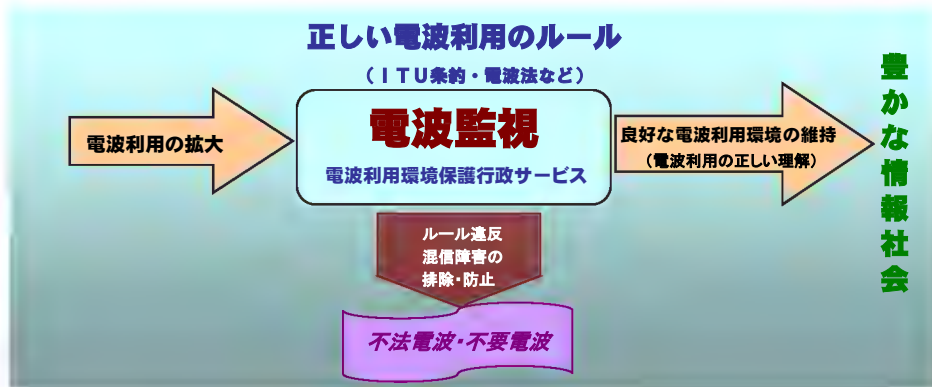 正しい電波利用のルール
（ＩＴＵ条約・電波法など）
電波利用の拡大
電波監視
電波利用環境保護行政サービス
良好な電波利用環境の維持
（電波利用の正しい理解）
豊かな情報社会
ルール違反
混信障害の
排除・防止
不法電波・不要電波